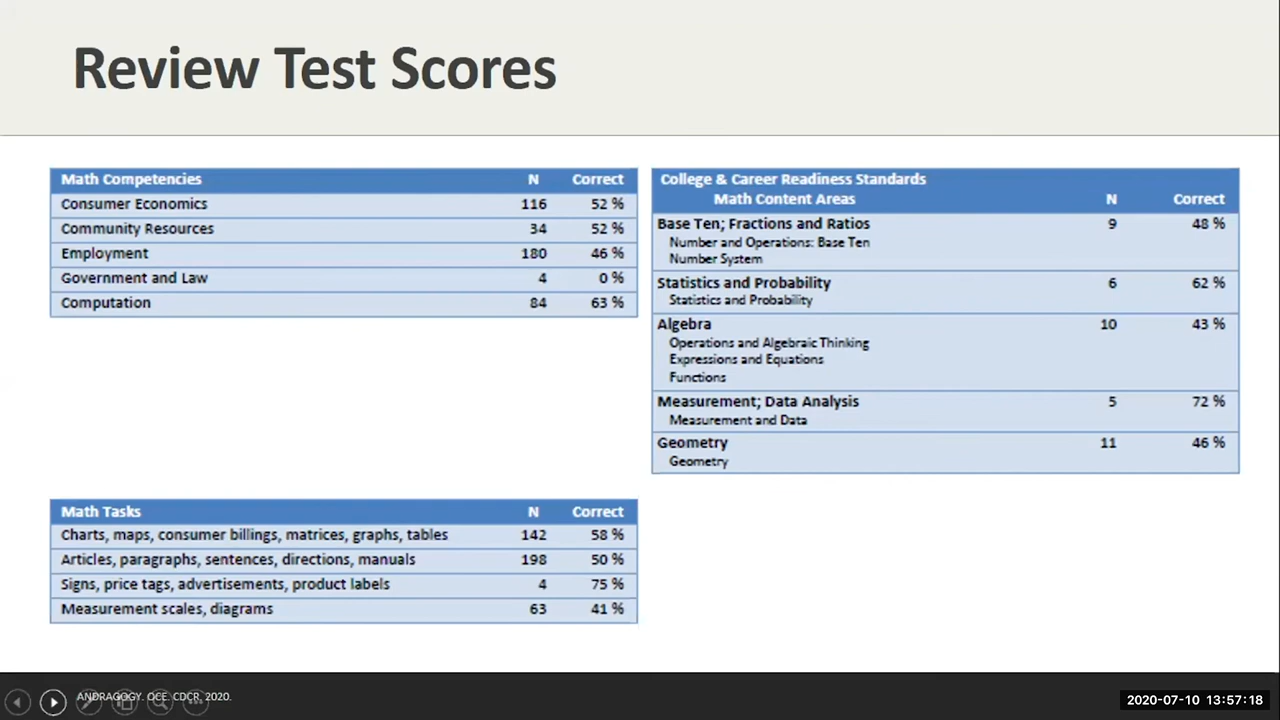 Review Test Scores
Math Competencies N Correct
Consumer Economics 116 52 %
Community Resources 34 52 %
Employment 180 46 %
Government and Law 4 0 %
Computation 84 63 %
College & Career Readiness Standards
Math Content Areas N Correct
Base Ten; Fractions and Ratios 9 48 %
Number and Operations: Base Ten
Number System
Statistics and Probability 6 62 %
Statistics and Probability
Algebra 10 43 %
Operations and Algebraic Thinking
Expressions and Equations
Functions
Measurement; Data Analysis 5 72 %
Measurement and Data
Geometry 11 46 %
Geometry
Math Tasks N Correct
Charts, maps, consumer billings, matrices, graphs, tables 142 58 %
Articles, paragraphs, sentences, directions, manuals 198 50 %
Signs, price tags, advertisements, product labels 4 75 %
Measurement scales, diagrams 63 41 %
ANDRAGOGY. OCE. CDCR, 2020.
2020-07-10 13:57:18